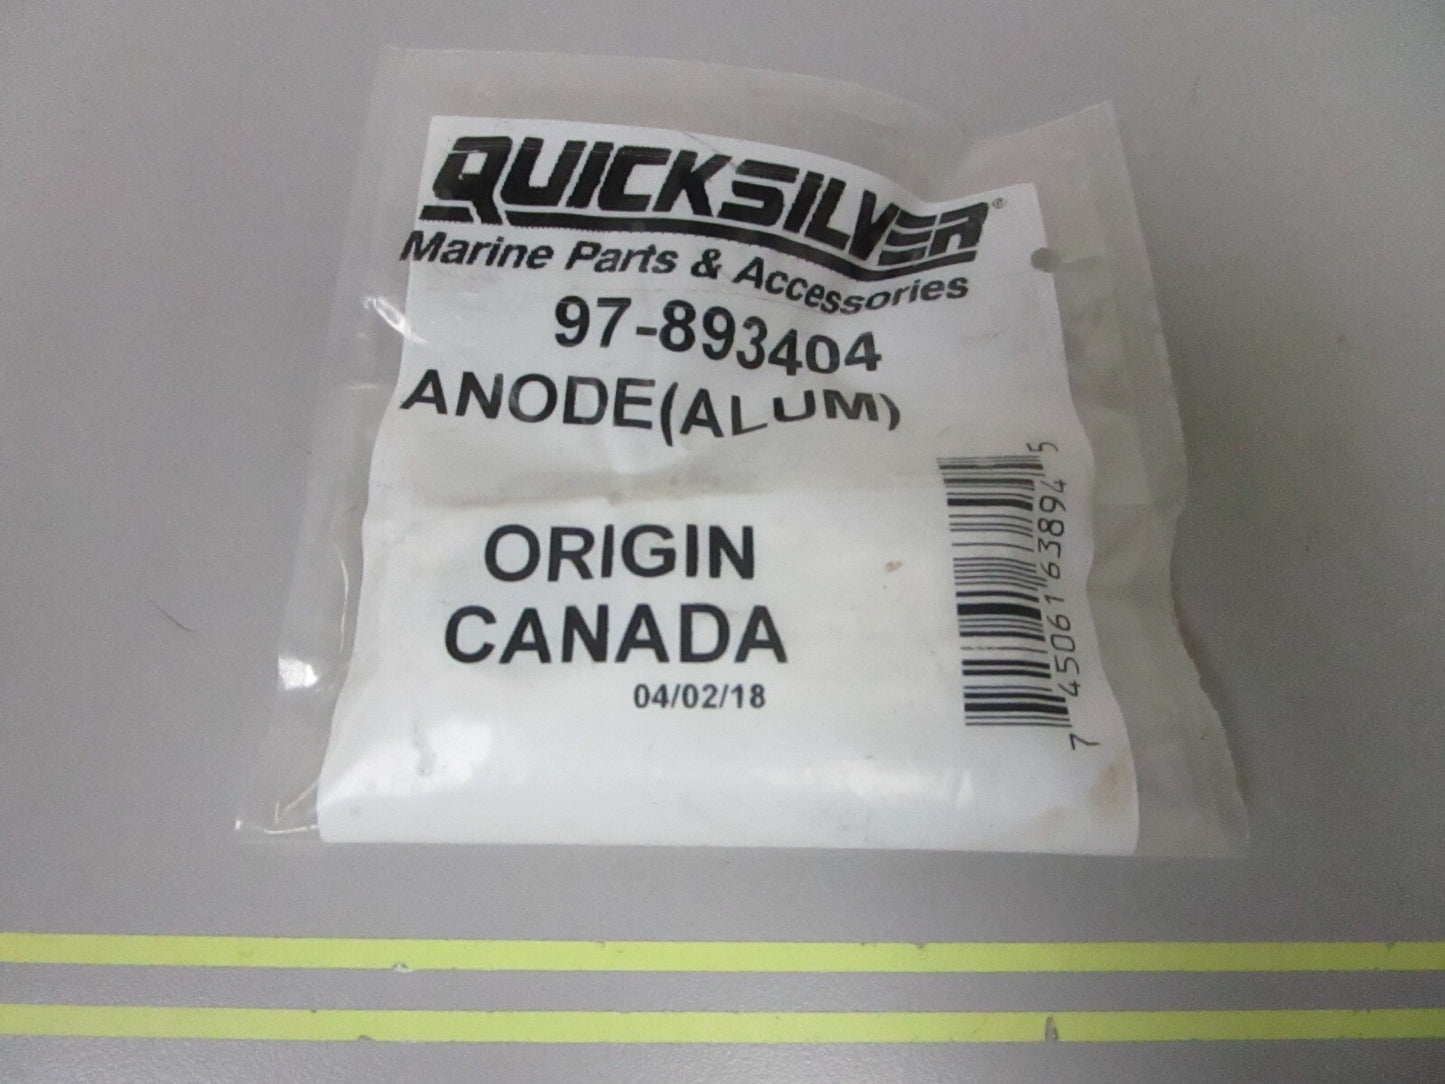 QUICKSILVER®
Marine Parts & Accessories
97-893404
ANODE(ALUM)
ORIGIN
CANADA
04/02/18
7 45061 63894 5